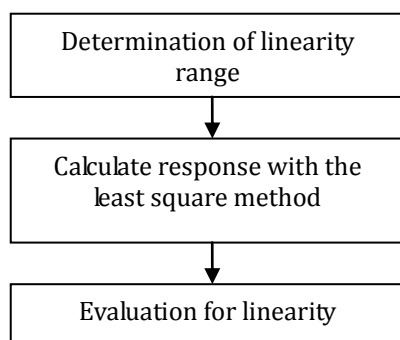 Determination of linearity
range
Calculate response with the
least square method
Evaluation for linearity